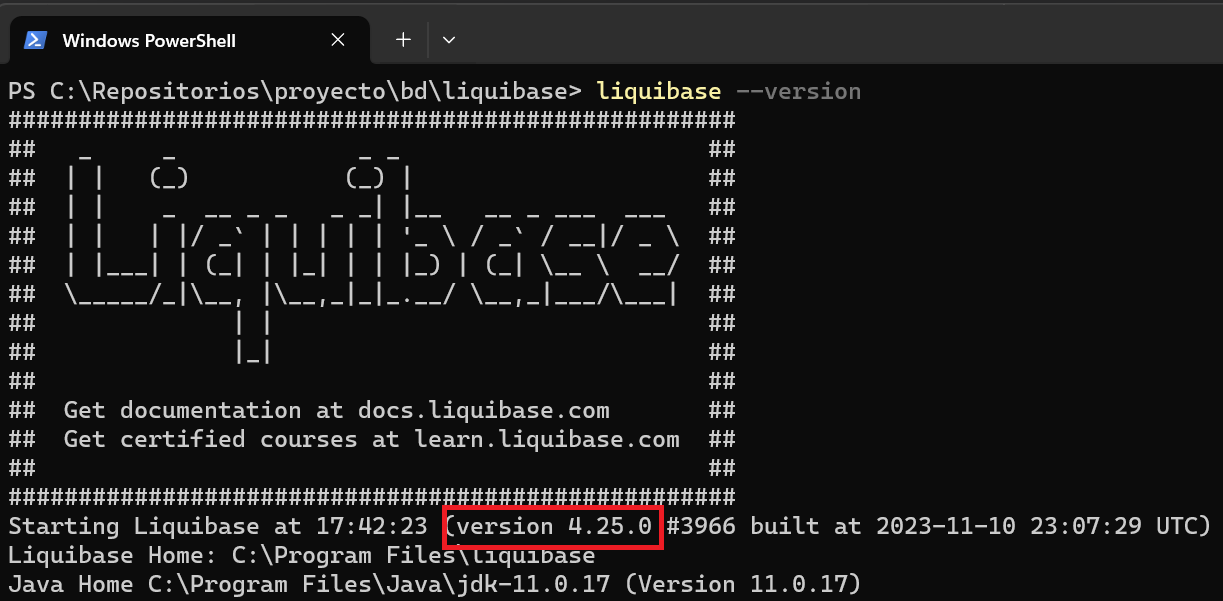 Windows PowerShell
PS C:\Repositorios\proyecto\bd\liquibase> liquibase --version
####################################################
##   _     _             _ _                      ##
##  | |   (_)           (_) |                     ##
##  | |    _  __ _ _   _ _| |__   __ _ ___  ___   ##
##  | |   | |/ _` | | | | | '_ \ / _` / __|/ _ \  ##
##  | |___| | (_| | |_| | | |_) | (_| \__ \  __/  ##
##  \_____/_|\__, |\__,_|_|_.__/ \__,_|___/\___|  ##
##              | |                               ##
##              |_|                               ##
##                                                ##
##  Get documentation at docs.liquibase.com       ##
##  Get certified courses at learn.liquibase.com  ##
##                                                ##
####################################################
Starting Liquibase at 17:42:23 (version 4.25.0 #3966 built at 2023-11-10 23:07:29 UTC)
Liquibase Home: C:\Program Files\liquibase
Java Home C:\Program Files\Java\jdk-11.0.17 (Version 11.0.17)